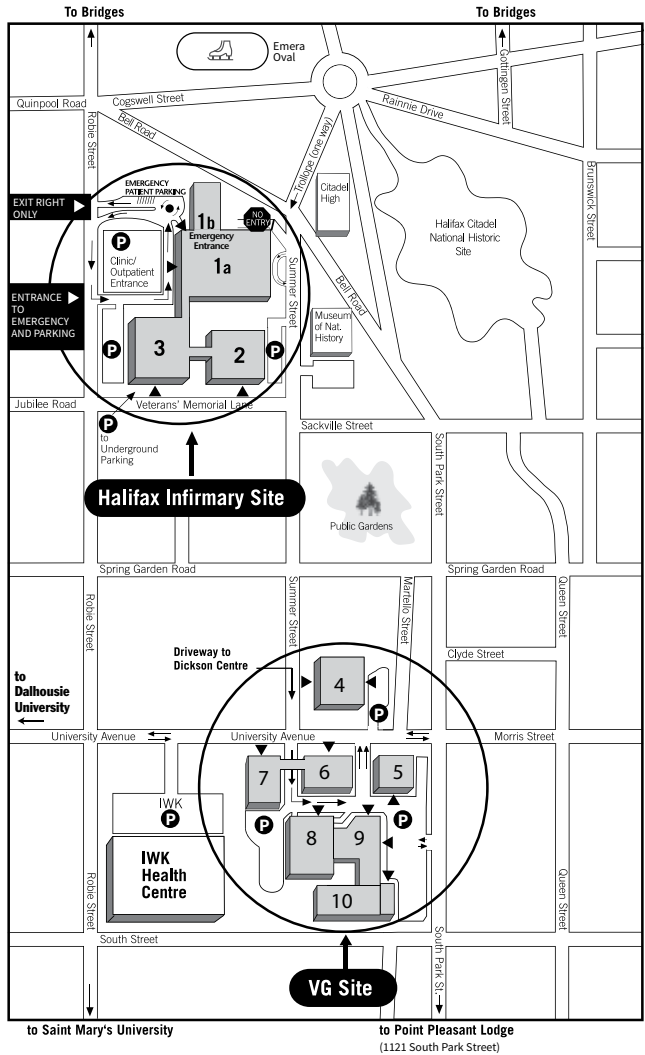 To Bridges
To Bridges
Emera
Oval
Quinpool Road
Cogswell Street
Rainnie Drive
Gottingen Street
Robie Street
Bell Road
Trollope (one way)
Brunswick Street
EMERGENCY
PATIENT PARKING
EXIT RIGHT
ONLY
1b
NO
ENTRY
Citadel
High
Halifax Citadel
National Historic
Site
P
Clinic/
Outpatient
Entrance
Emergency
Entrance
1a
Summer Street
Bell Road
ENTRANCE
TO
EMERGENCY
AND PARKING
Museum
of Nat.
History
P
3
2
P
Jubilee Road
Veterans' Memorial Lane
P
to
Underground
Parking
Sackville Street
South Park Street
Halifax Infirmary Site
Public Gardens
Spring Garden Road
Spring Garden Road
Robie Street
Summer Street
Martello Street
Queen Street
Driveway to
Dickson Centre
Clyde Street
to
Dalhousie
University
4
P
University Avenue
University Avenue
Morris Street
7
6
5
IWK
P
P
P
8
9
IWK
Health
Centre
10
Robie Street
Queen Street
South Street
South Park St.
VG Site
to Saint Mary's University
to Point Pleasant Lodge
(1121 South Park Street)